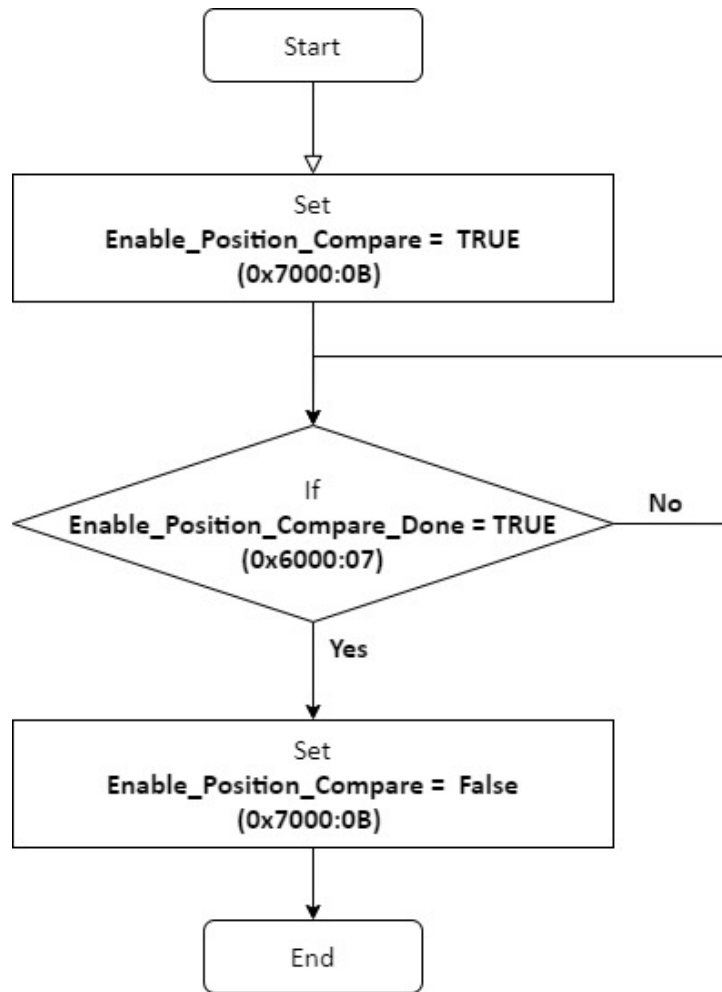 Start
Set
Enable_Position_Compare = TRUE
(0x7000:0B)
If
Enable_Position_Compare_Done = TRUE
(0x6000:07)
No
Yes
Set
Enable_Position_Compare = False
(0x7000:0B)
End